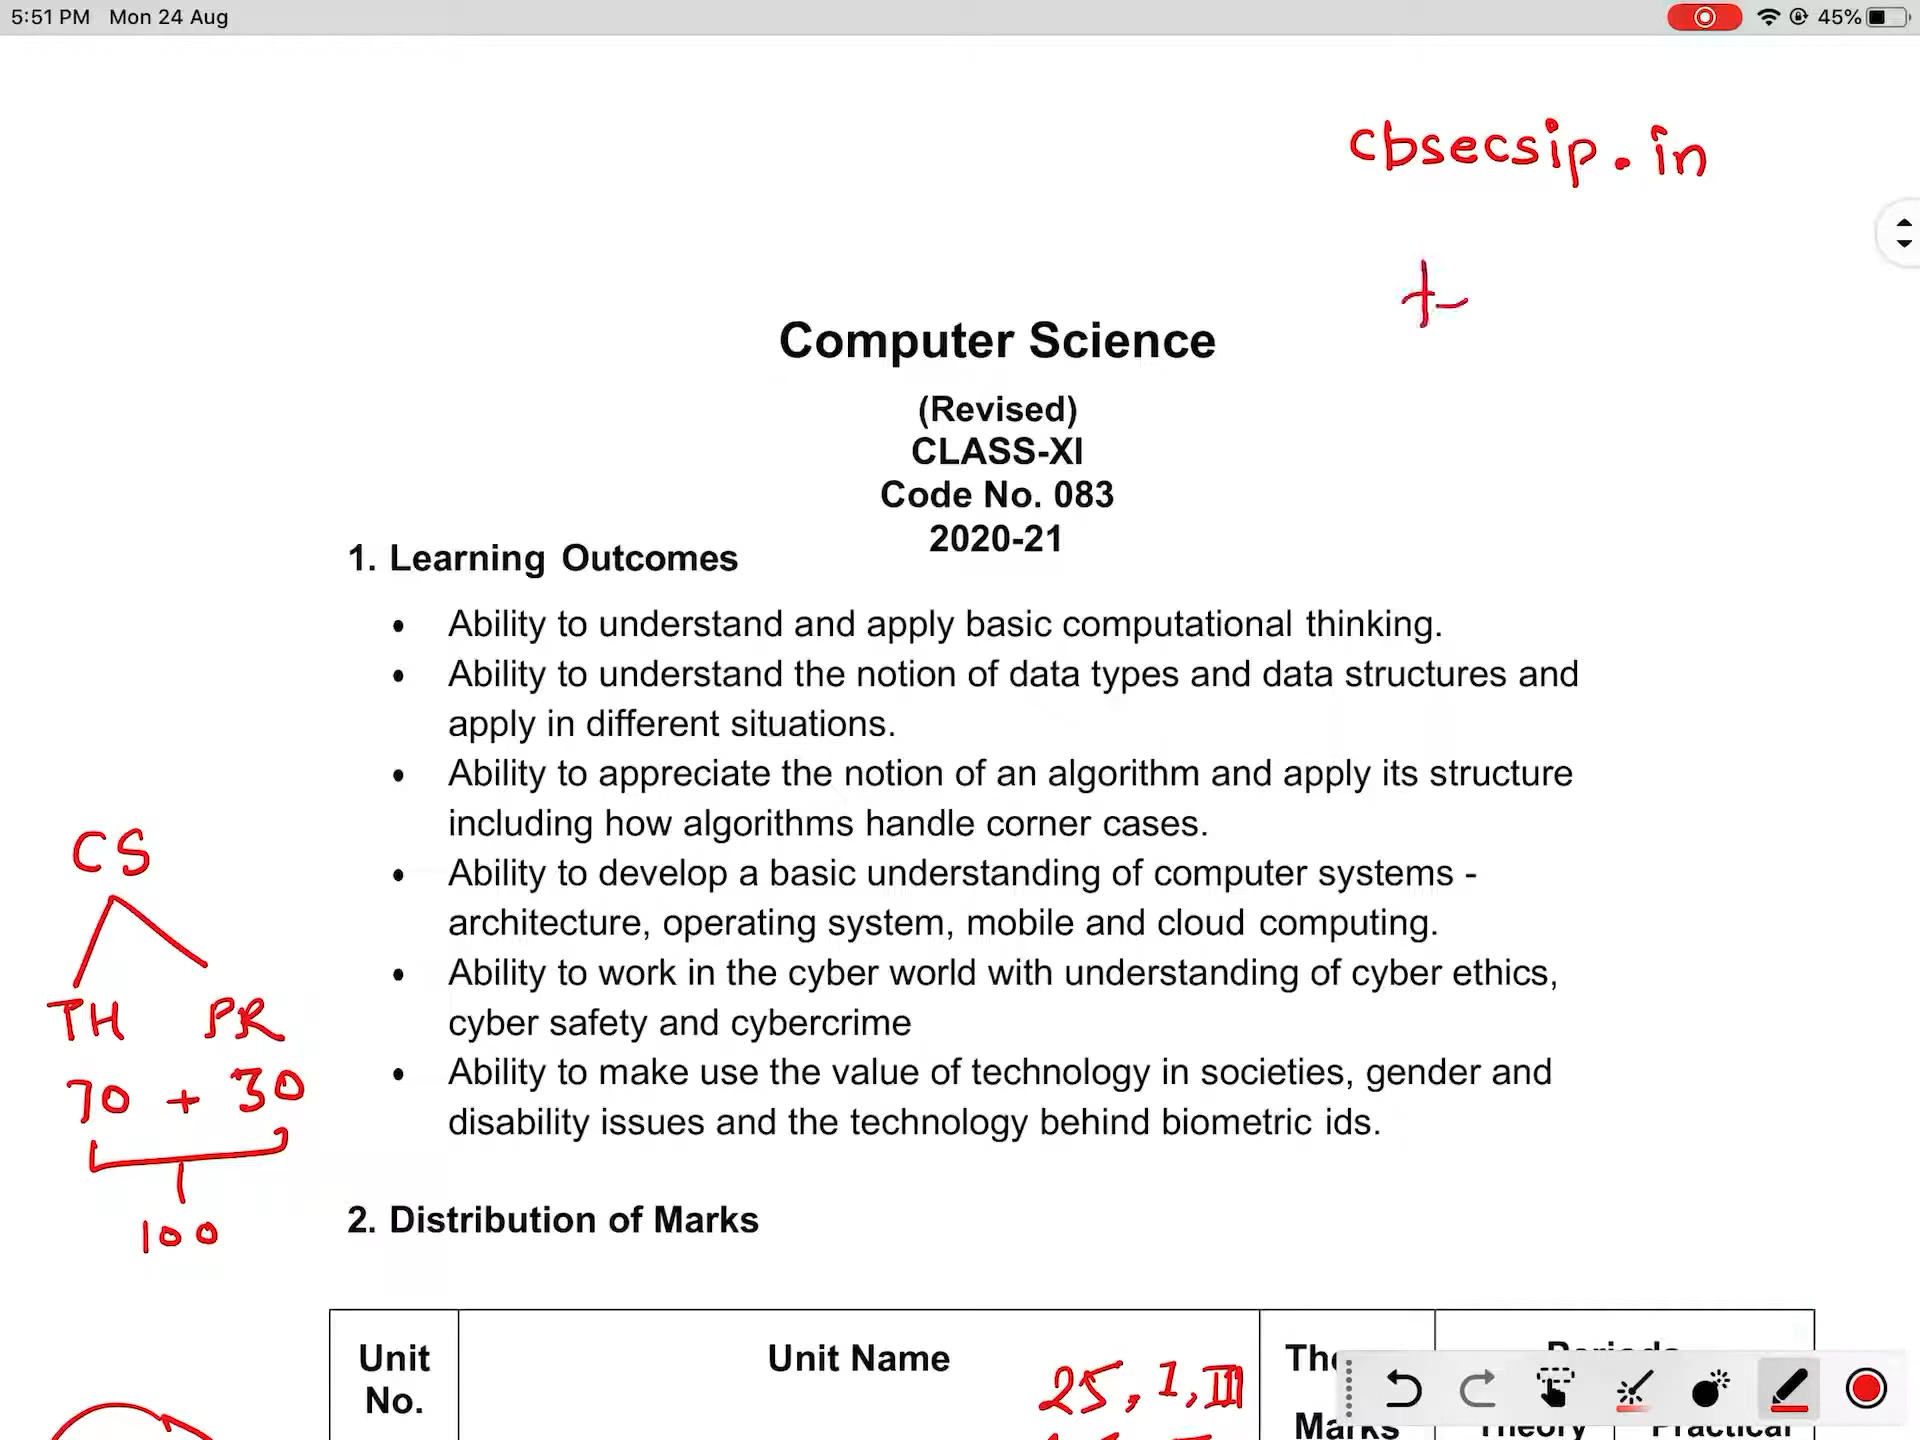 5:51 PM Mon 24 Aug
45%
cbsecsip.in
Computer Science
(Revised)
CLASS-XI
Code No. 083
2020-21
1. Learning Outcomes
• Ability to understand and apply basic computational thinking.
• Ability to understand the notion of data types and data structures and
apply in different situations.
• Ability to appreciate the notion of an algorithm and apply its structure
including how algorithms handle corner cases.
• Ability to develop a basic understanding of computer systems -
architecture, operating system, mobile and cloud computing.
• Ability to work in the cyber world with understanding of cyber ethics,
cyber safety and cybercrime
• Ability to make use the value of technology in societies, gender and
disability issues and the technology behind biometric ids.
CS
TH PR
70 + 30
100
2. Distribution of Marks
Unit
No.
Unit Name
25, I, III
Periods
Marks
Theory
Practical